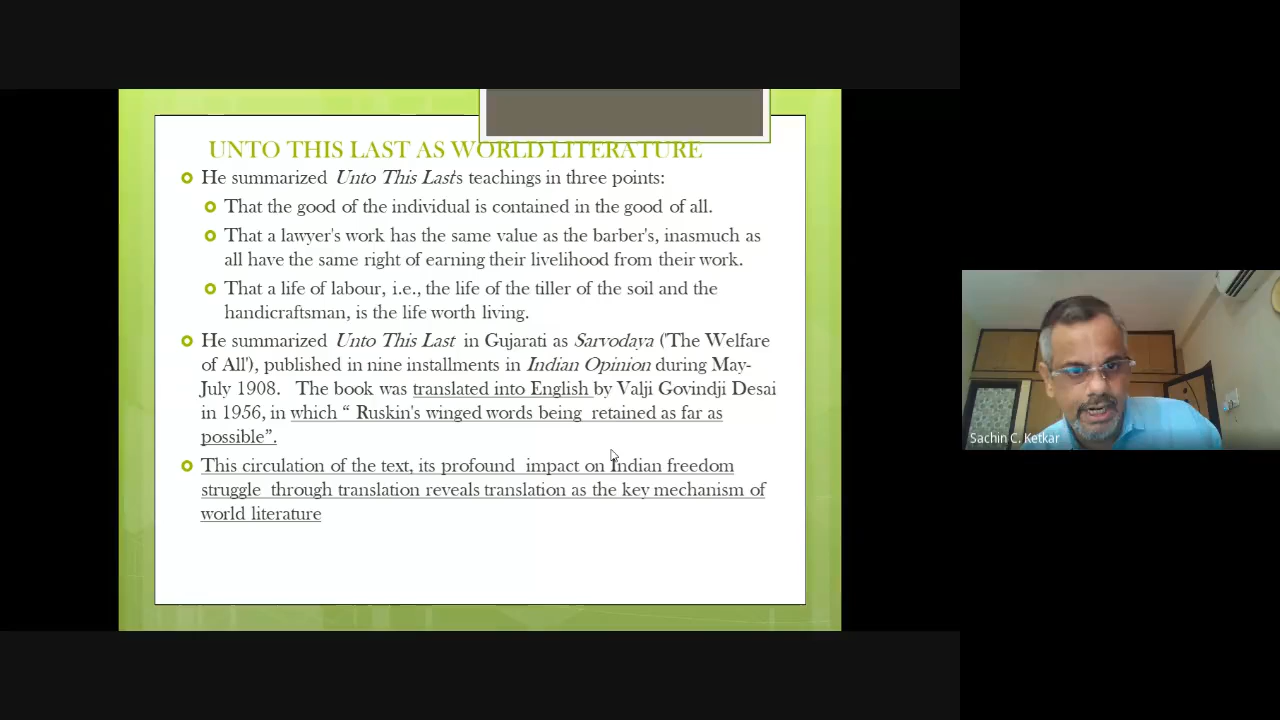 UNTO THIS LAST AS WORLD LITERATURE
He summarized Unto This Last's teachings in three points:
That the good of the individual is contained in the good of all.
That a lawyer's work has the same value as the barber's, inasmuch as
all have the same right of earning their livelihood from their work.
That a life of labour, i.e., the life of the tiller of the soil and the
handicraftsman, is the life worth living.
He summarized Unto This Last in Gujarati as Sarvodaya ('The Welfare
of All'), published in nine installments in Indian Opinion during May-
July 1908. The book was translated into English by Valji Govindji Desai
in 1956, in which “ Ruskin's winged words being retained as far as
possible”.
This circulation of the text, its profound impact on Indian freedom
struggle through translation reveals translation as the key mechanism of
world literature
Sachin C. Ketkar